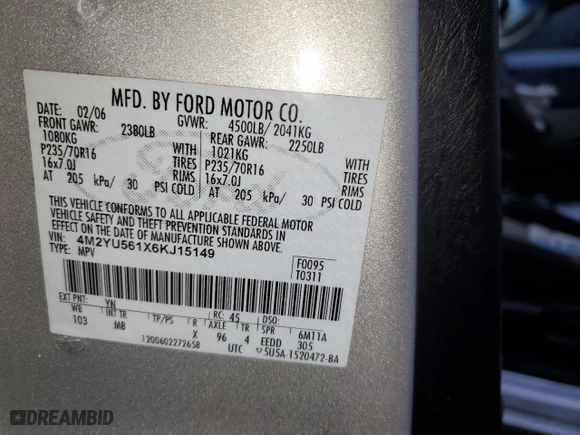 MFD. BY FORD MOTOR CO.
DATE: 02/06 GVWR: 4500LB/ 2041KG
FRONT GAWR: 2380LB REAR GAWR: 2250LB
1080KG WITH 1021KG WITH
P235/70R16 TIRES P235/70R16 TIRES
16x7.0J RIMS 16x7.0J RIMS
AT 205 kPa/ 30 PSI COLD AT 205 kPa/ 30 PSI COLD
THIS VEHICLE CONFORMS TO ALL APPLICABLE FEDERAL MOTOR
VEHICLE SAFETY AND THEFT PREVENTION STANDARDS IN
EFFECT ON THE DATE OF MANUFACTURE SHOWN ABOVE.
VIN: 4M2YU561X6KJ15149
TYPE: MPV
F0095
T0311
EXT PNT: YN RC: 45 DSO:
WB INT TR TP/PS R AXLE TR SPR 6M11A
103 MB X 96 4 EEDD 305
1200602272658 UTC ▽5U5A-1520472-BA
Ford
DREAMBID